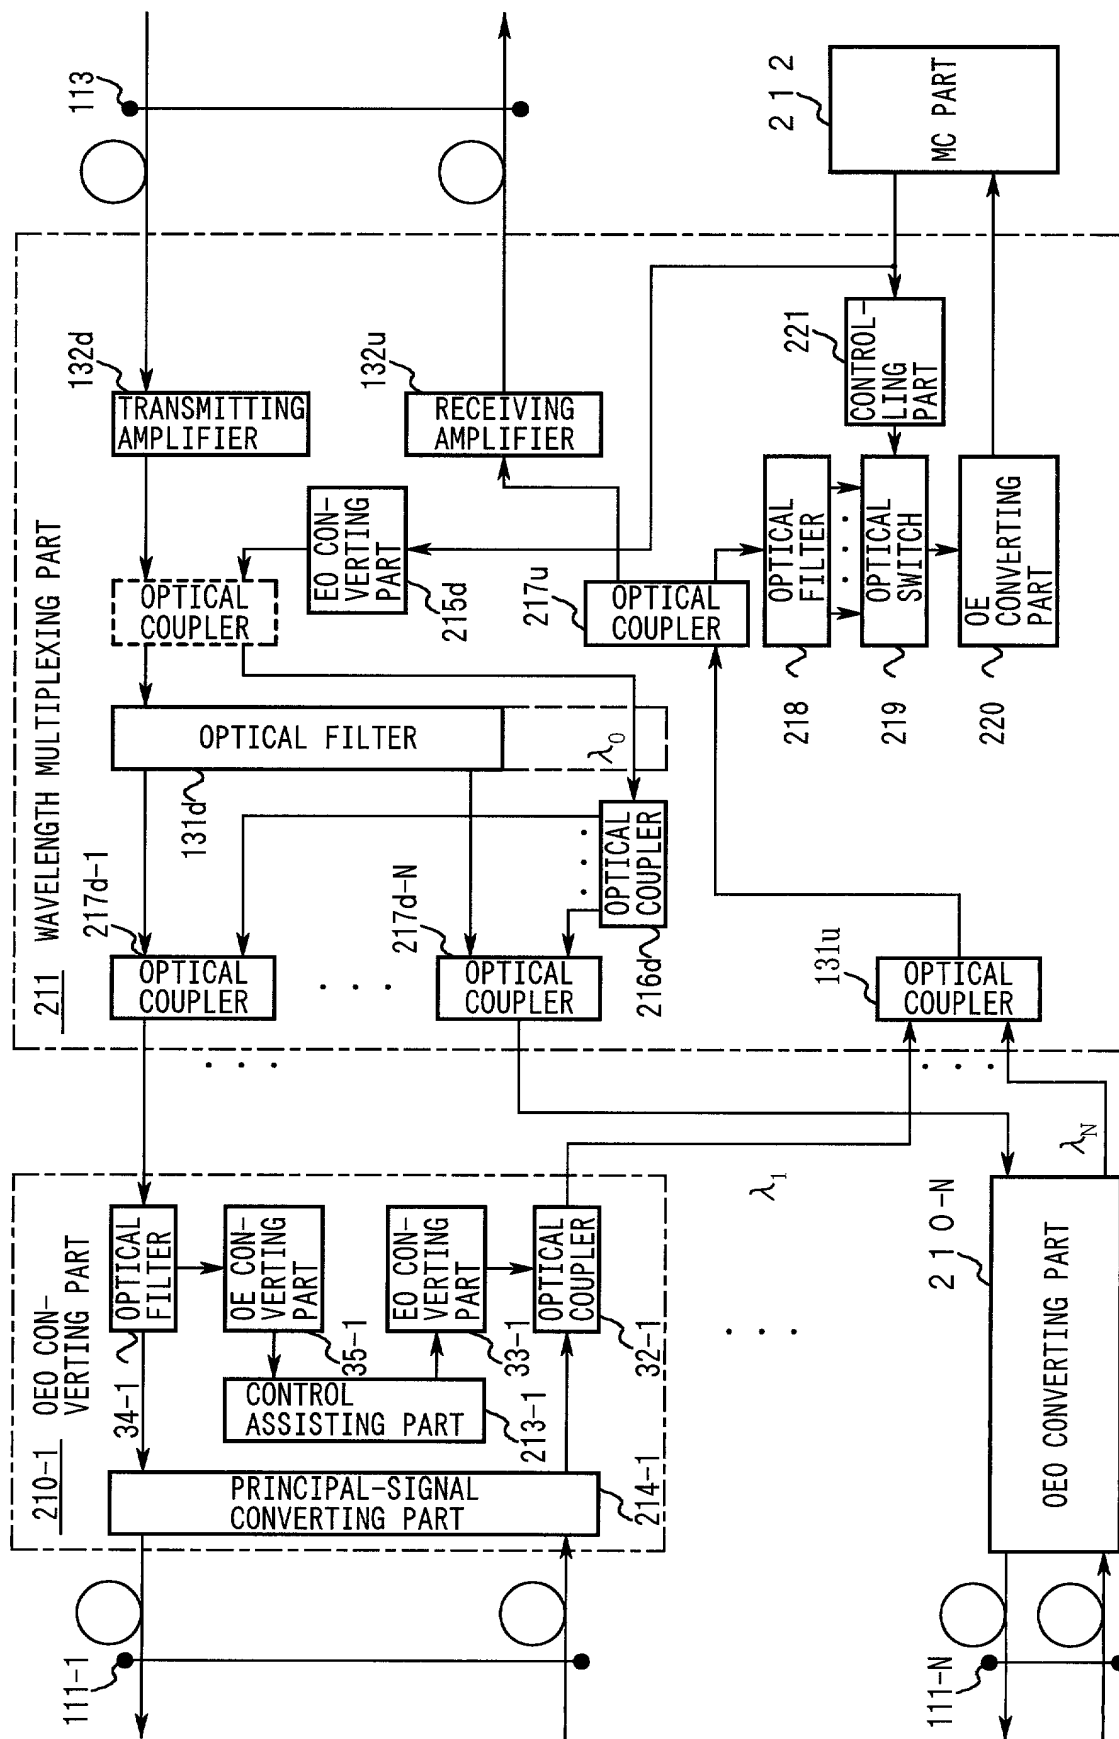 111-1
210-1
OEO CON-
VERTING PART
34-1
OPTICAL
FILTER
OE CON-
VERTING
PART
35-1
CONTROL
ASSISTING PART
213-1
EO CON-
VERTING
PART
33-1
OPTICAL
COUPLER
32-1
PRINCIPAL-SIGNAL
CONVERTING PART
214-1
111-N
OEO CONVERTING PART
210-N
λ1
λN
211
WAVELENGTH MULTIPLEXING PART
217d-1
OPTICAL
COUPLER
217d-N
OPTICAL
COUPLER
131d
OPTICAL FILTER
λ0
OPTICAL
COUPLER
216d
OPTICAL
COUPLER
EO CON-
VERTING
PART
215d
132d
TRANSMITTING
AMPLIFIER
132u
RECEIVING
AMPLIFIER
113
131u
OPTICAL
COUPLER
217u
OPTICAL
COUPLER
OPTICAL
FILTER
218
OPTICAL
SWITCH
219
OE
CONVERTING
PART
220
221
CONTROL-
LING
PART
212
MC PART